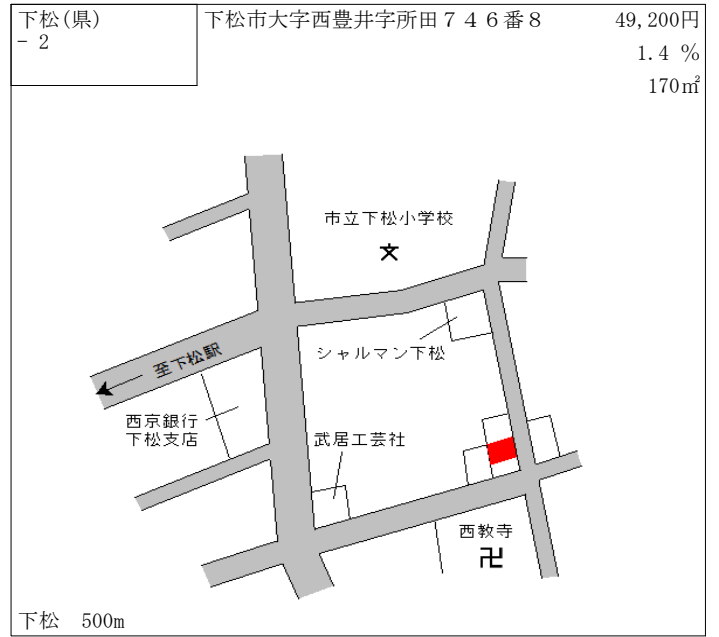 下松(県)
- 2
下松市大字西豊井字所田７４６番８
49,200円
1.4 %
170㎡
市立下松小学校
文
シャルマン下松
至下松駅
西京銀行
下松支店
武居工芸社
西教寺
卍
下松 500m